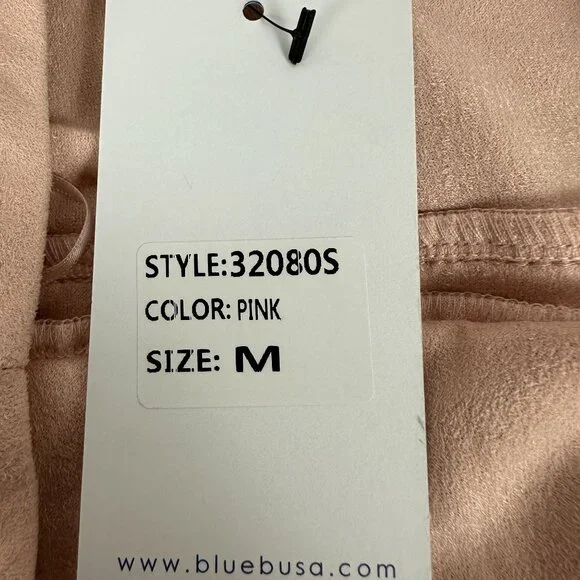 STYLE:32080S
COLOR: PINK
SIZE: M
www.bluebusa.com